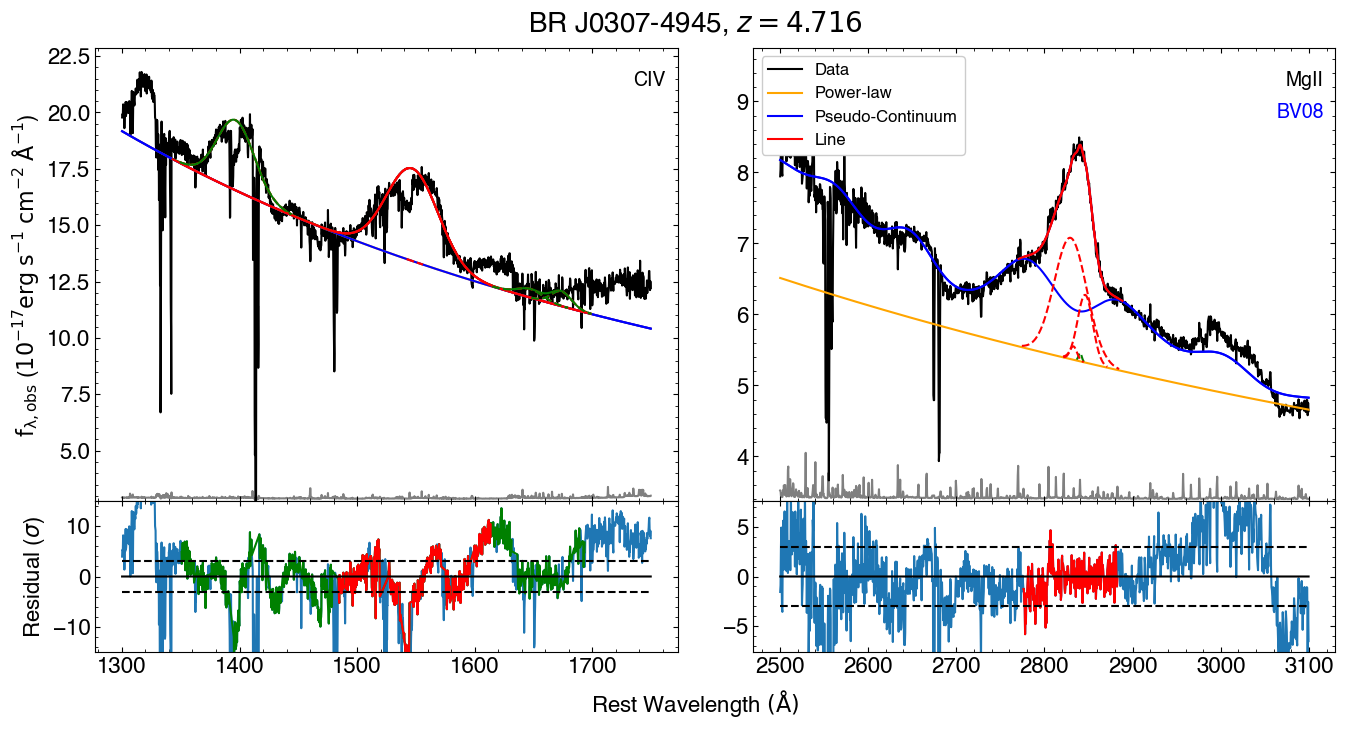 BR J0307-4945, z = 4.716
f_λ,obs (10⁻¹⁷ erg s⁻¹ cm⁻² Å⁻¹)
22.5
20.0
17.5
15.0
12.5
10.0
7.5
5.0
CIV
9
8
7
6
5
4
Data
Power-law
Pseudo-Continuum
Line
MgII
BV08
Residual (σ)
10
0
−10
1300 1400 1500 1600 1700
5
0
−5
2500 2600 2700 2800 2900 3000 3100
Rest Wavelength (Å)